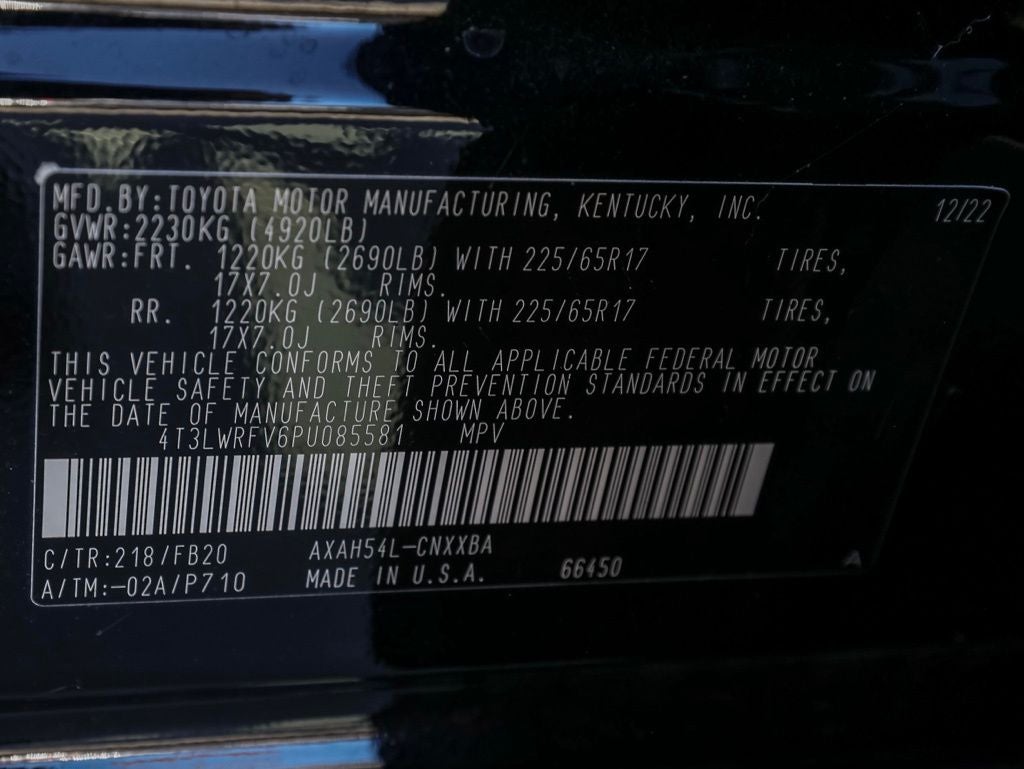 MFD.BY:TOYOTA MOTOR MANUFACTURING, KENTUCKY, INC. 12/22
GVWR:2230KG (4920LB)
GAWR:FRT. 1220KG (2690LB) WITH 225/65R17 TIRES,
17X7.0J RIMS.
RR. 1220KG (2690LB) WITH 225/65R17 TIRES,
17X7.0J RIMS.
THIS VEHICLE CONFORMS TO ALL APPLICABLE FEDERAL MOTOR
VEHICLE SAFETY AND THEFT PREVENTION STANDARDS IN EFFECT ON
THE DATE OF MANUFACTURE SHOWN ABOVE.
4T3LWRFV6PU085581 MPV
C/TR:218/FB20 AXAH54L-CNXXBA
A/TM:-02A/P710 MADE IN U.S.A. 66450 A